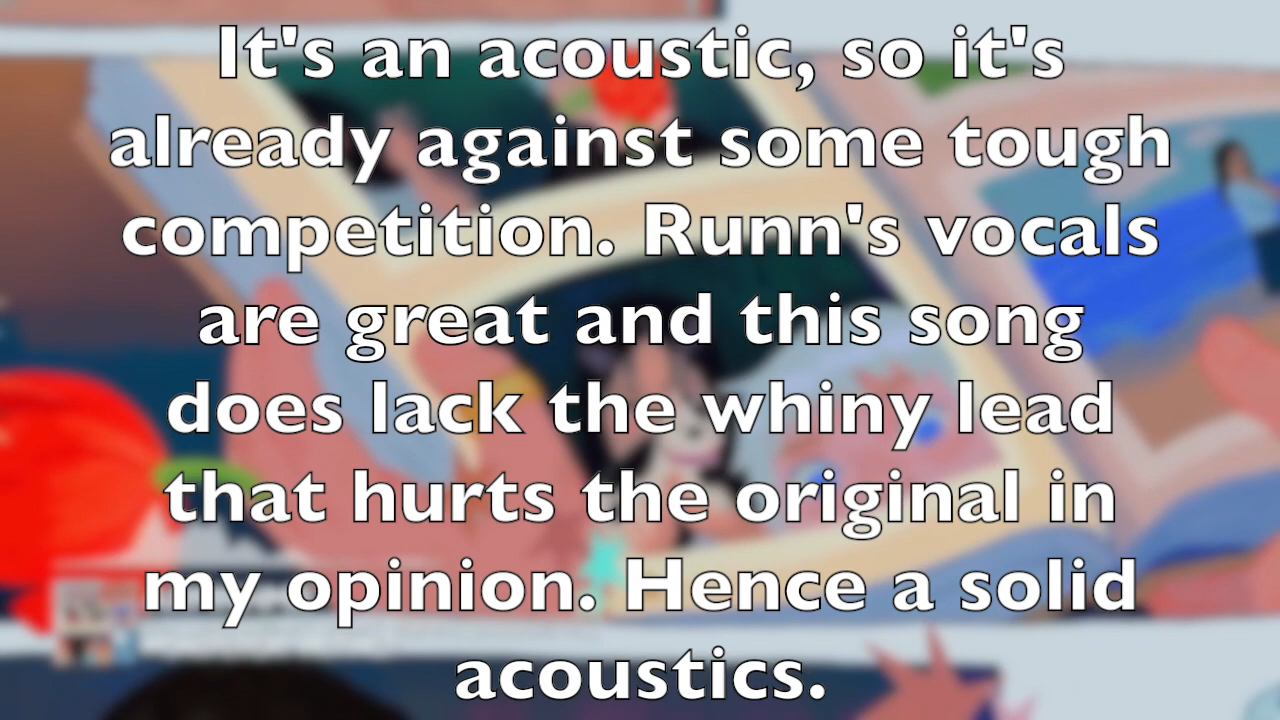 It's an acoustic, so it's
already against some tough
competition. Runn's vocals
are great and this song
does lack the whiny lead
that hurts the original in
my opinion. Hence a solid
acoustics.